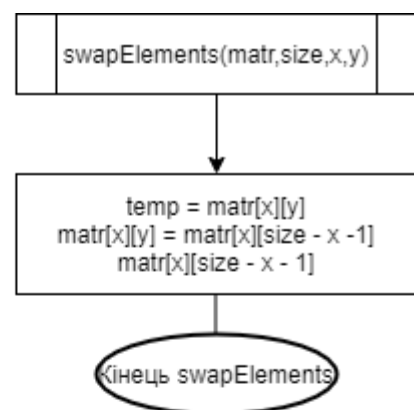 swapElements(matr,size,x,y)
temp = matr[x][y]
matr[x][y] = matr[x][size - x -1]
matr[x][size - x - 1]
Кінець swapElements